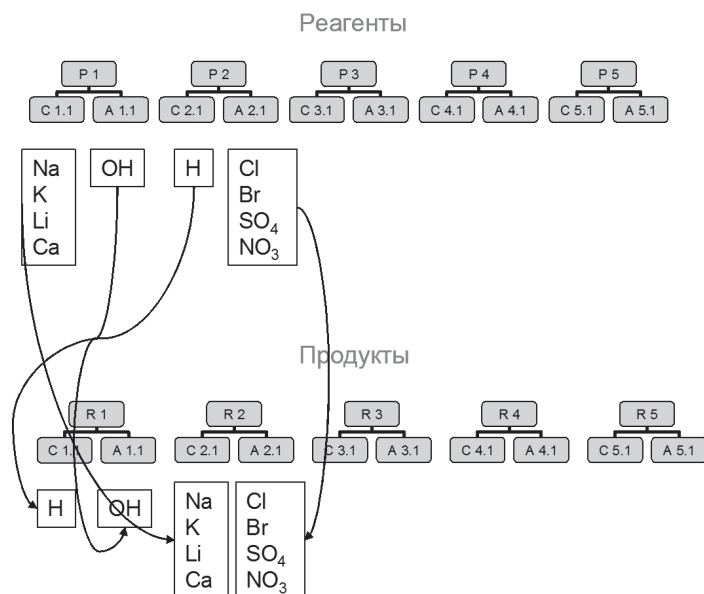 Реагенты
P 1 P 2 P 3 P 4 P 5
C 1.1 A 1.1 C 2.1 A 2.1 C 3.1 A 3.1 C 4.1 A 4.1 C 5.1 A 5.1
Na OH H Cl
K Br
Li SO₄
Ca NO₃
Продукты
R 1 R 2 R 3 R 4 R 5
C 1.1 A 1.1 C 2.1 A 2.1 C 3.1 A 3.1 C 4.1 A 4.1 C 5.1 A 5.1
H OH Na Cl
K Br
Li SO₄
Ca NO₃